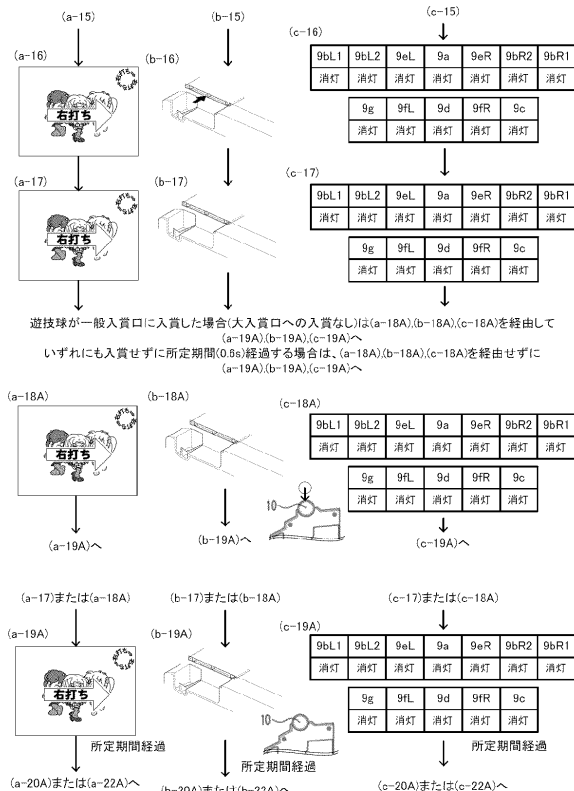 (a-15) (b-15) (c-15)
(a-16) (b-16) (c-16)
右打ち
右打ち
9bL1 9bL2 9eL 9a 9eR 9bR2 9bR1
消灯 消灯 消灯 消灯 消灯 消灯 消灯
9g 9fL 9d 9fR 9c
消灯 消灯 消灯 消灯 消灯
(a-17) (b-17) (c-17)
右打ち
右打ち
9bL1 9bL2 9eL 9a 9eR 9bR2 9bR1
消灯 消灯 消灯 消灯 消灯 消灯 消灯
9g 9fL 9d 9fR 9c
消灯 消灯 消灯 消灯 消灯
遊技球が一般入賞口に入賞した場合(大入賞口への入賞なし)は(a-18A),(b-18A),(c-18A)を経由して
(a-19A),(b-19A),(c-19A)へ
いずれにも入賞せずに所定期間(0.6s)経過する場合は、(a-18A),(b-18A),(c-18A)を経由せずに
(a-19A),(b-19A),(c-19A)へ
(a-18A) (b-18A) (c-18A)
右打ち
右打ち
9bL1 9bL2 9eL 9a 9eR 9bR2 9bR1
消灯 消灯 消灯 消灯 消灯 消灯 消灯
9g 9fL 9d 9fR 9c
消灯 消灯 消灯 消灯 消灯
10
(a-19A)へ (b-19A)へ (c-19A)へ
(a-17)または(a-18A) (b-17)または(b-18A) (c-17)または(c-18A)
(a-19A) (b-19A) (c-19A)
右打ち
右打ち
9bL1 9bL2 9eL 9a 9eR 9bR2 9bR1
消灯 消灯 消灯 消灯 消灯 消灯 消灯
9g 9fL 9d 9fR 9c
消灯 消灯 消灯 消灯 消灯
10
所定期間経過 所定期間経過 所定期間経過
(a-20A)または(a-22A)へ (b-20A)または(b-22A)へ (c-20A)または(c-22A)へ